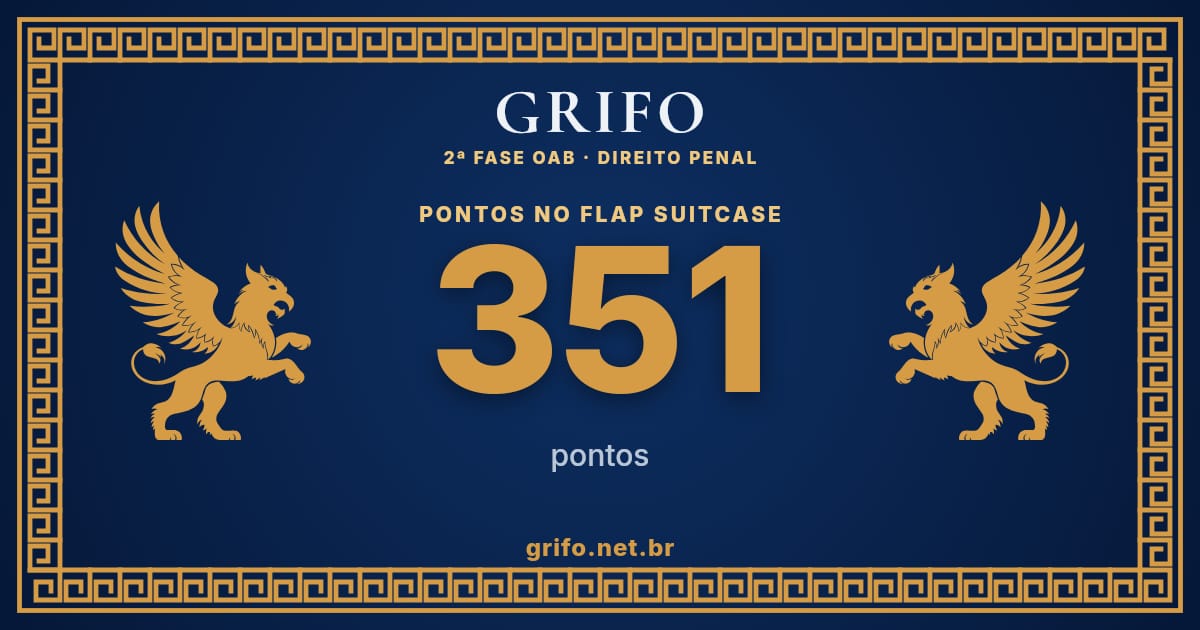 GRIFO
2ª FASE OAB · DIREITO PENAL
PONTOS NO FLAP SUITCASE
351
pontos
grifo.net.br